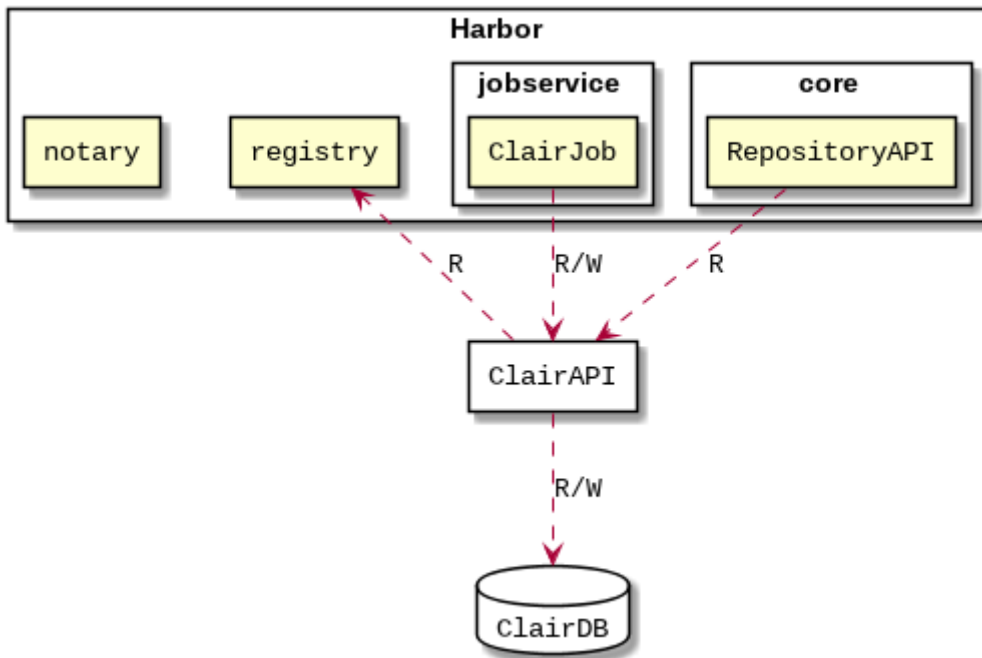 Harbor
jobservice
core
notary
registry
ClairJob
RepositoryAPI
R
R/W
R
ClairAPI
R/W
ClairDB